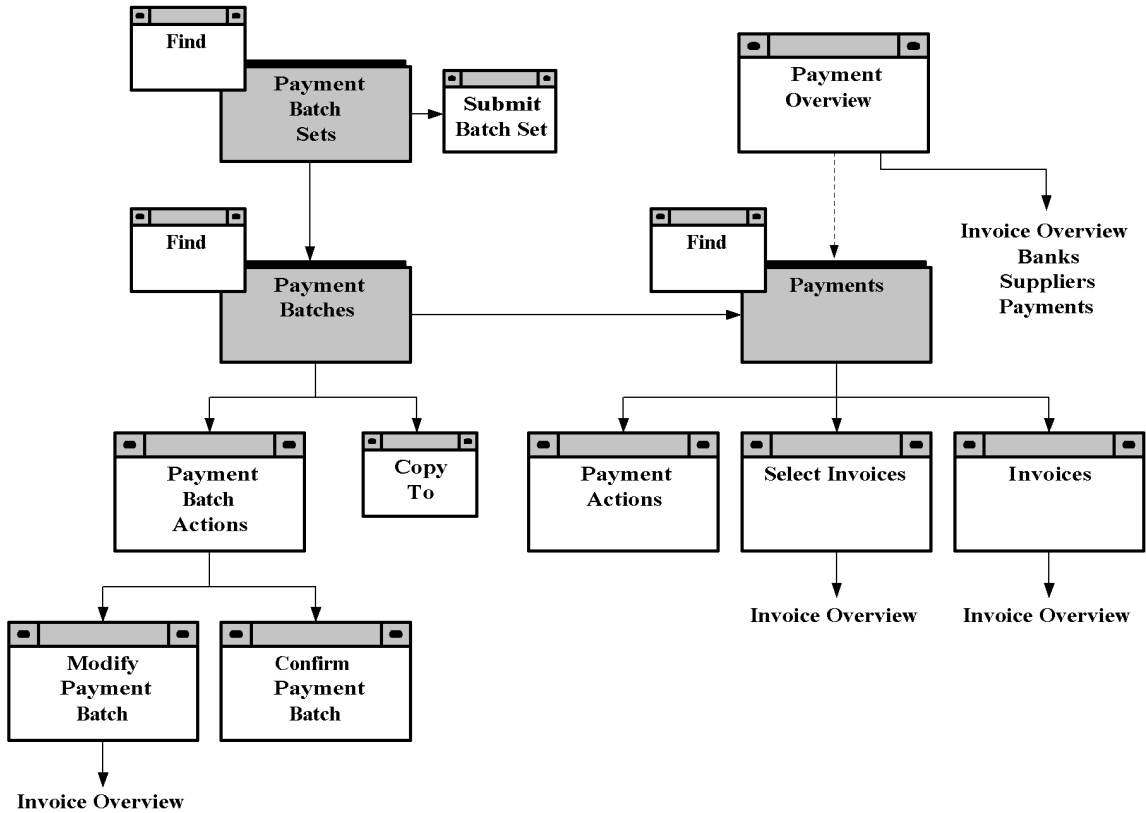 Find
Payment
Batch
Sets
Submit
Batch Set
Payment
Overview
Invoice Overview
Banks
Suppliers
Payments
Find
Payment
Batches
Find
Payments
Payment
Batch
Actions
Copy
To
Payment
Actions
Select Invoices
Invoices
Invoice Overview
Invoice Overview
Modify
Payment
Batch
Confirm
Payment
Batch
Invoice Overview